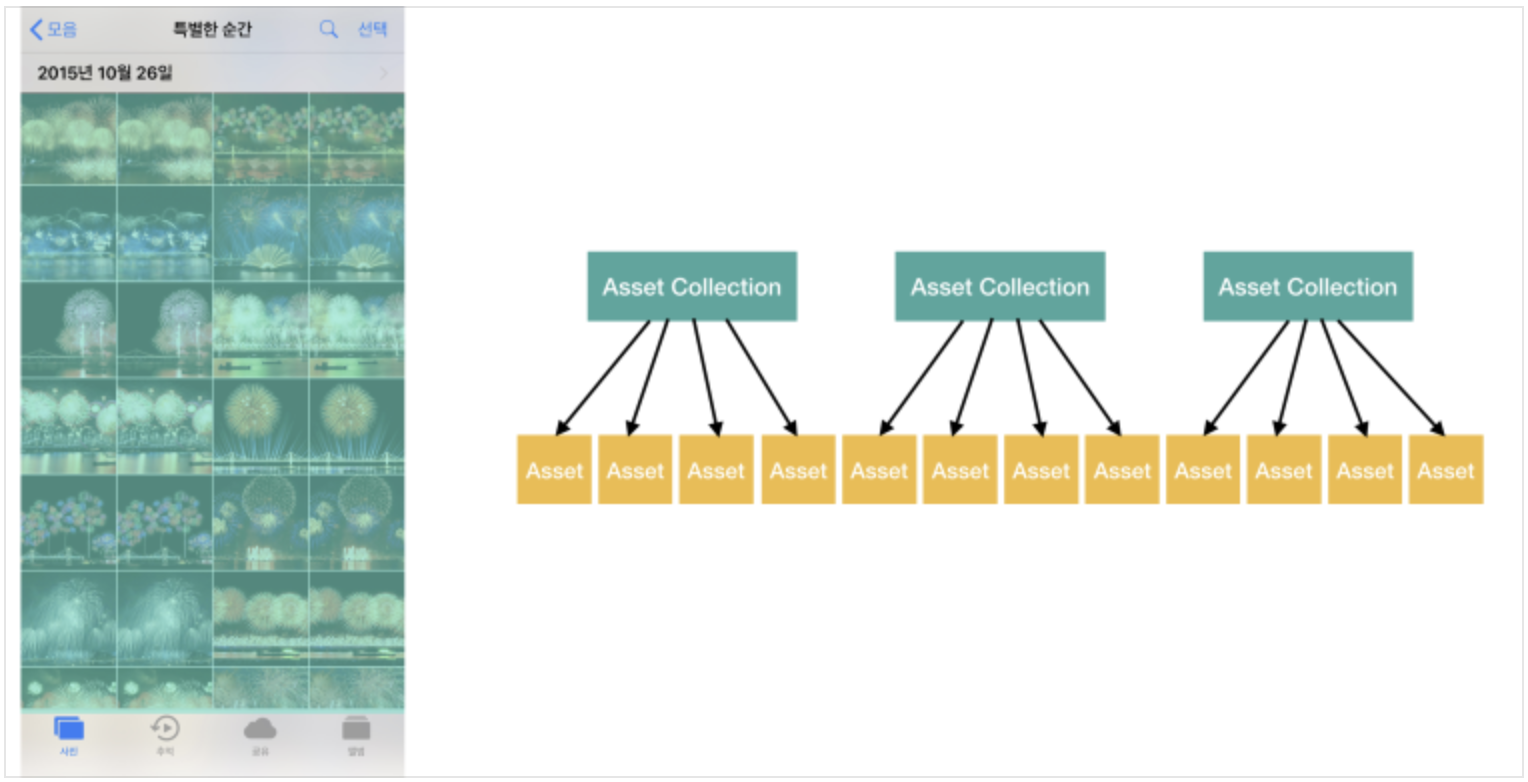 모음 특별한 순간 선택
2015년 10월 26일
Asset Collection Asset Collection Asset Collection
Asset Asset Asset Asset Asset Asset Asset Asset Asset Asset Asset Asset
사진 추억 공유 앨범